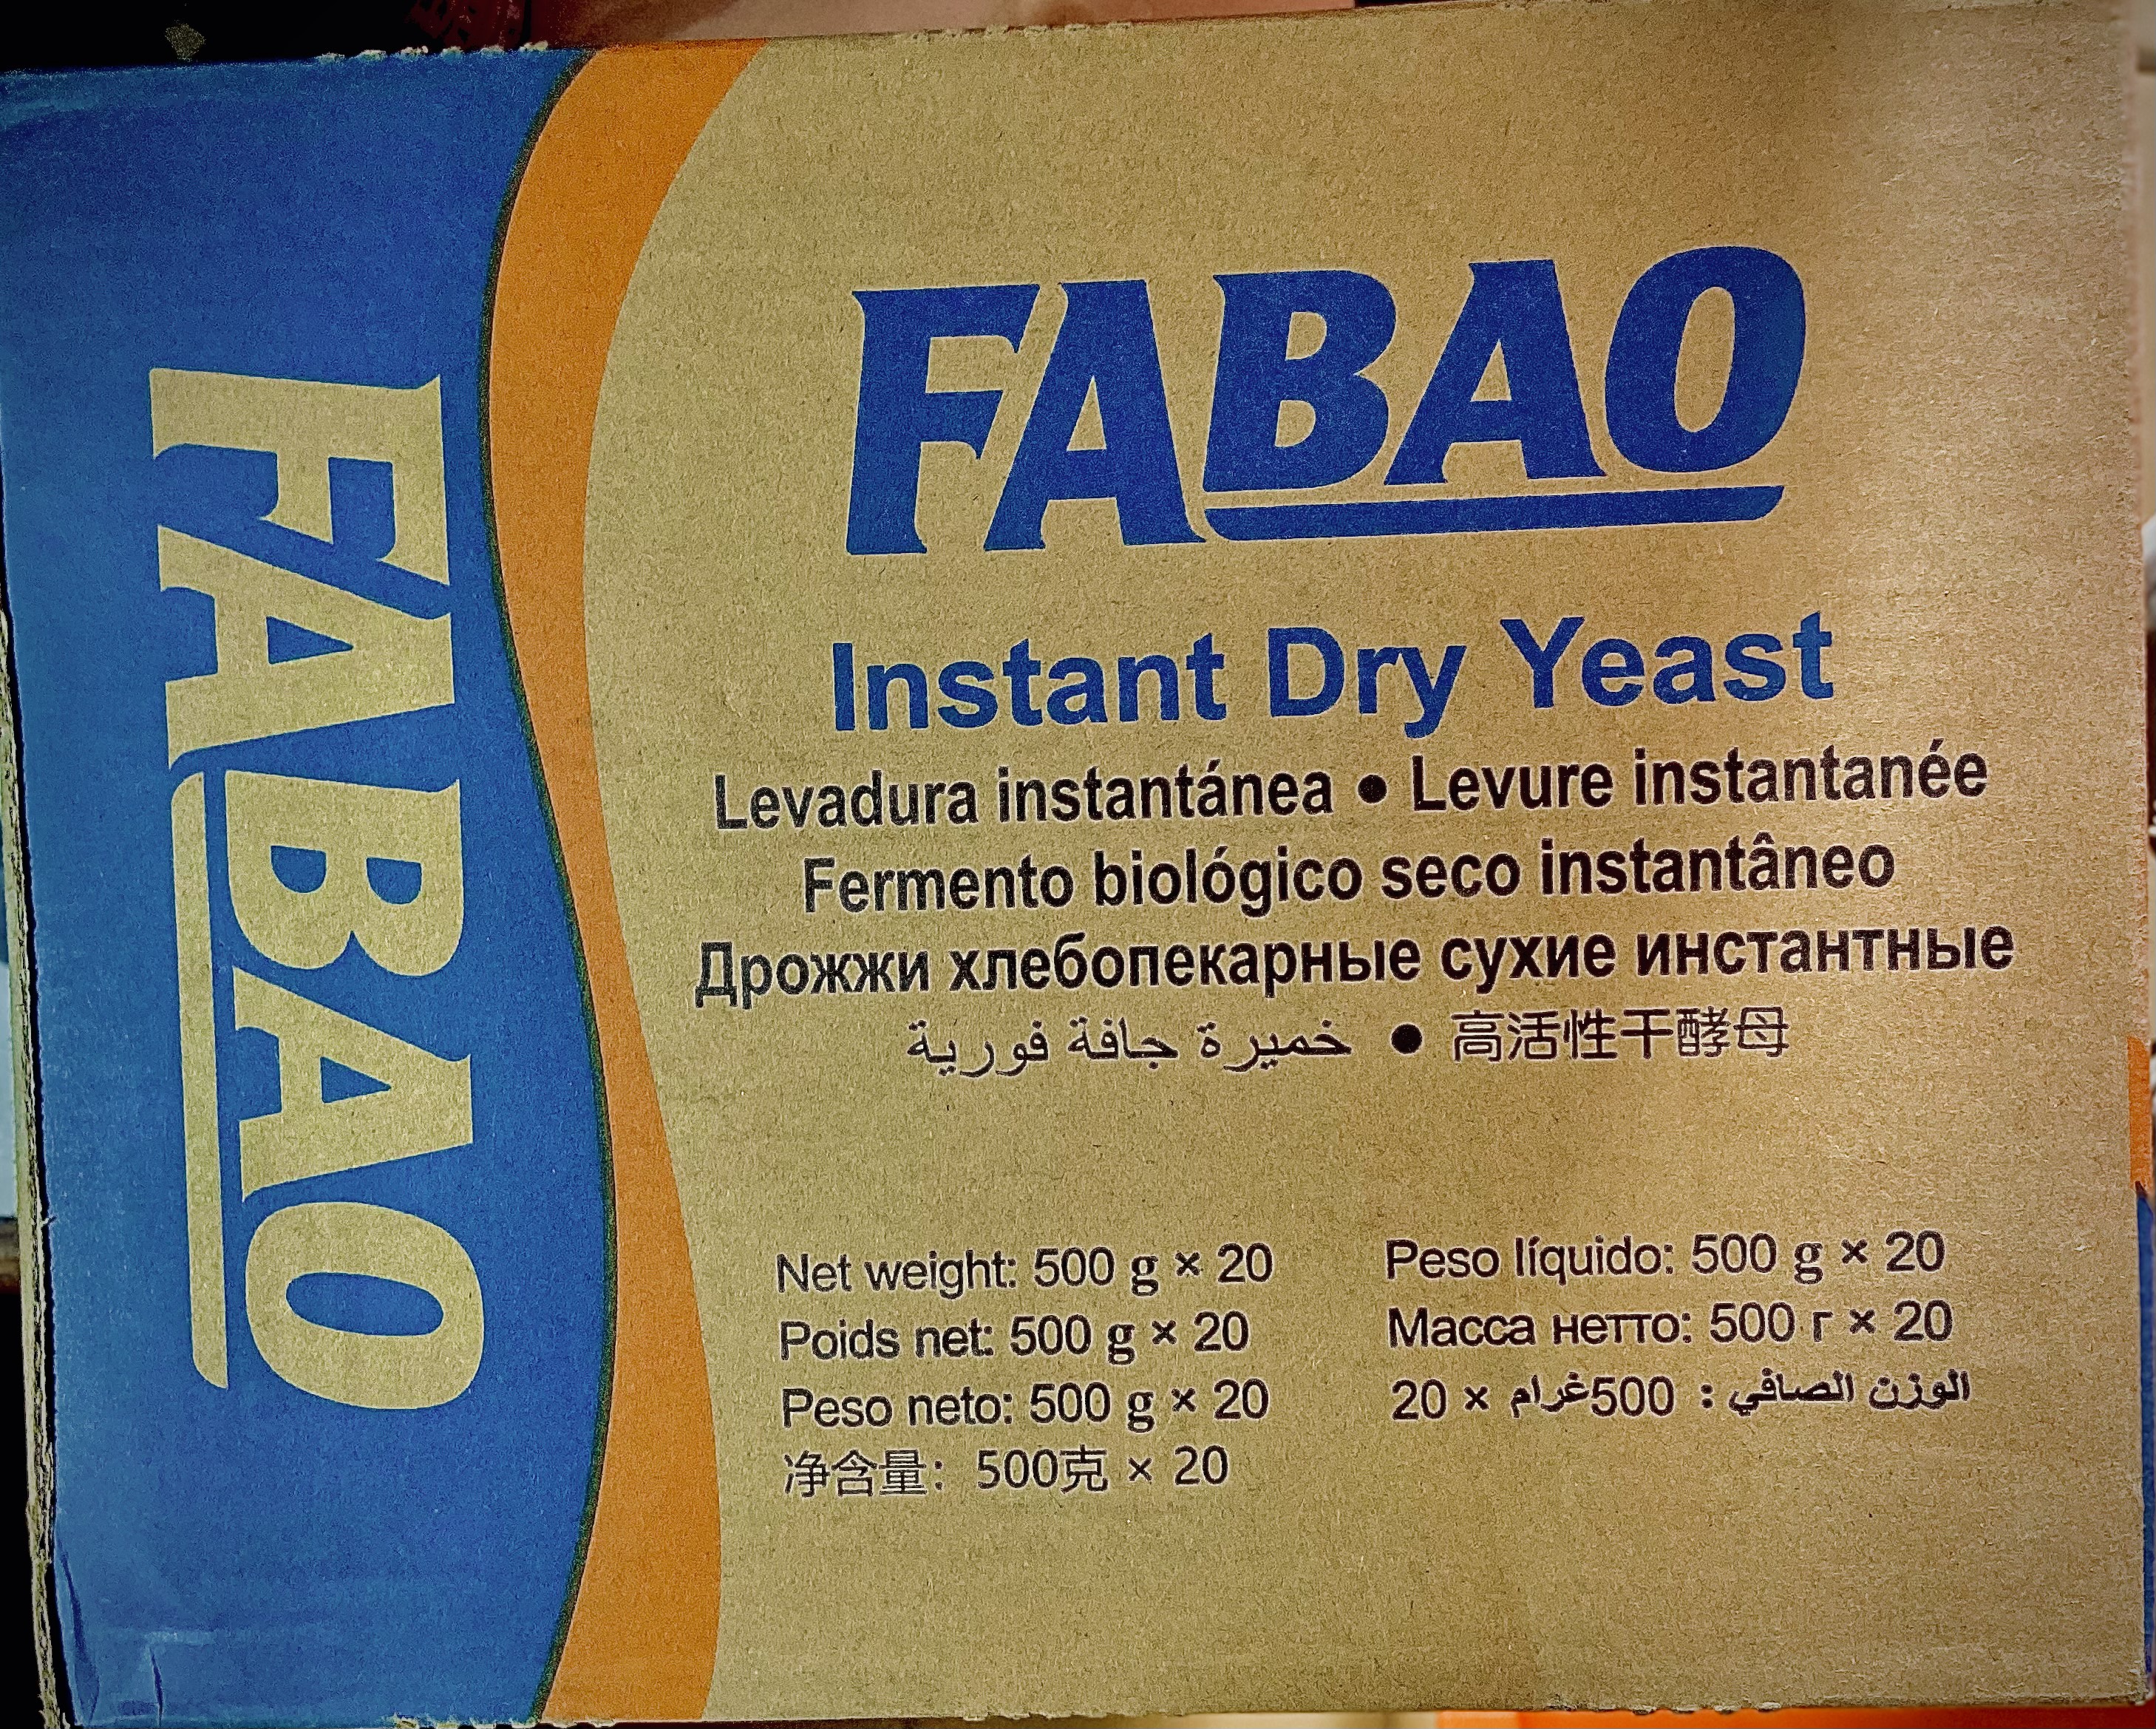 FABAO
FABAO
Instant Dry Yeast
Levadura instantánea • Levure instantanée
Fermento biológico seco instantâneo
Дрожжи хлебопекарные сухие инстантные
خميرة جافة فورية • 高活性干酵母
Net weight: 500 g × 20
Poids net: 500 g × 20
Peso neto: 500 g × 20
净含量：500克 × 20
Peso líquido: 500 g × 20
Масса нетто: 500 г × 20
الوزن الصافي : 500غرام × 20